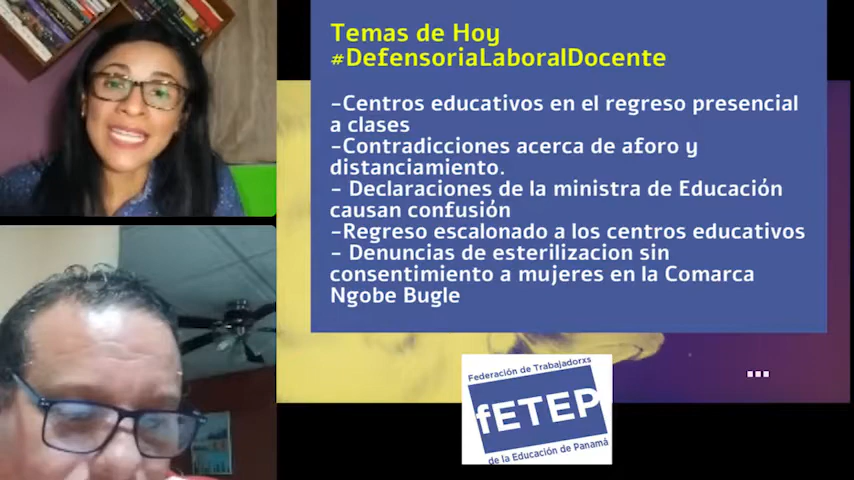 Temas de Hoy
#DefensoriaLaboralDocente
-Centros educativos en el regreso presencial
a clases
-Contradicciones acerca de aforo y
distanciamiento.
- Declaraciones de la ministra de Educación
causan confusión
-Regreso escalonado a los centros educativos
- Denuncias de esterilizacion sin
consentimiento a mujeres en la Comarca
Ngobe Bugle
...
Federación de Trabajadorxs
fETEP
de la Educación de Panamá